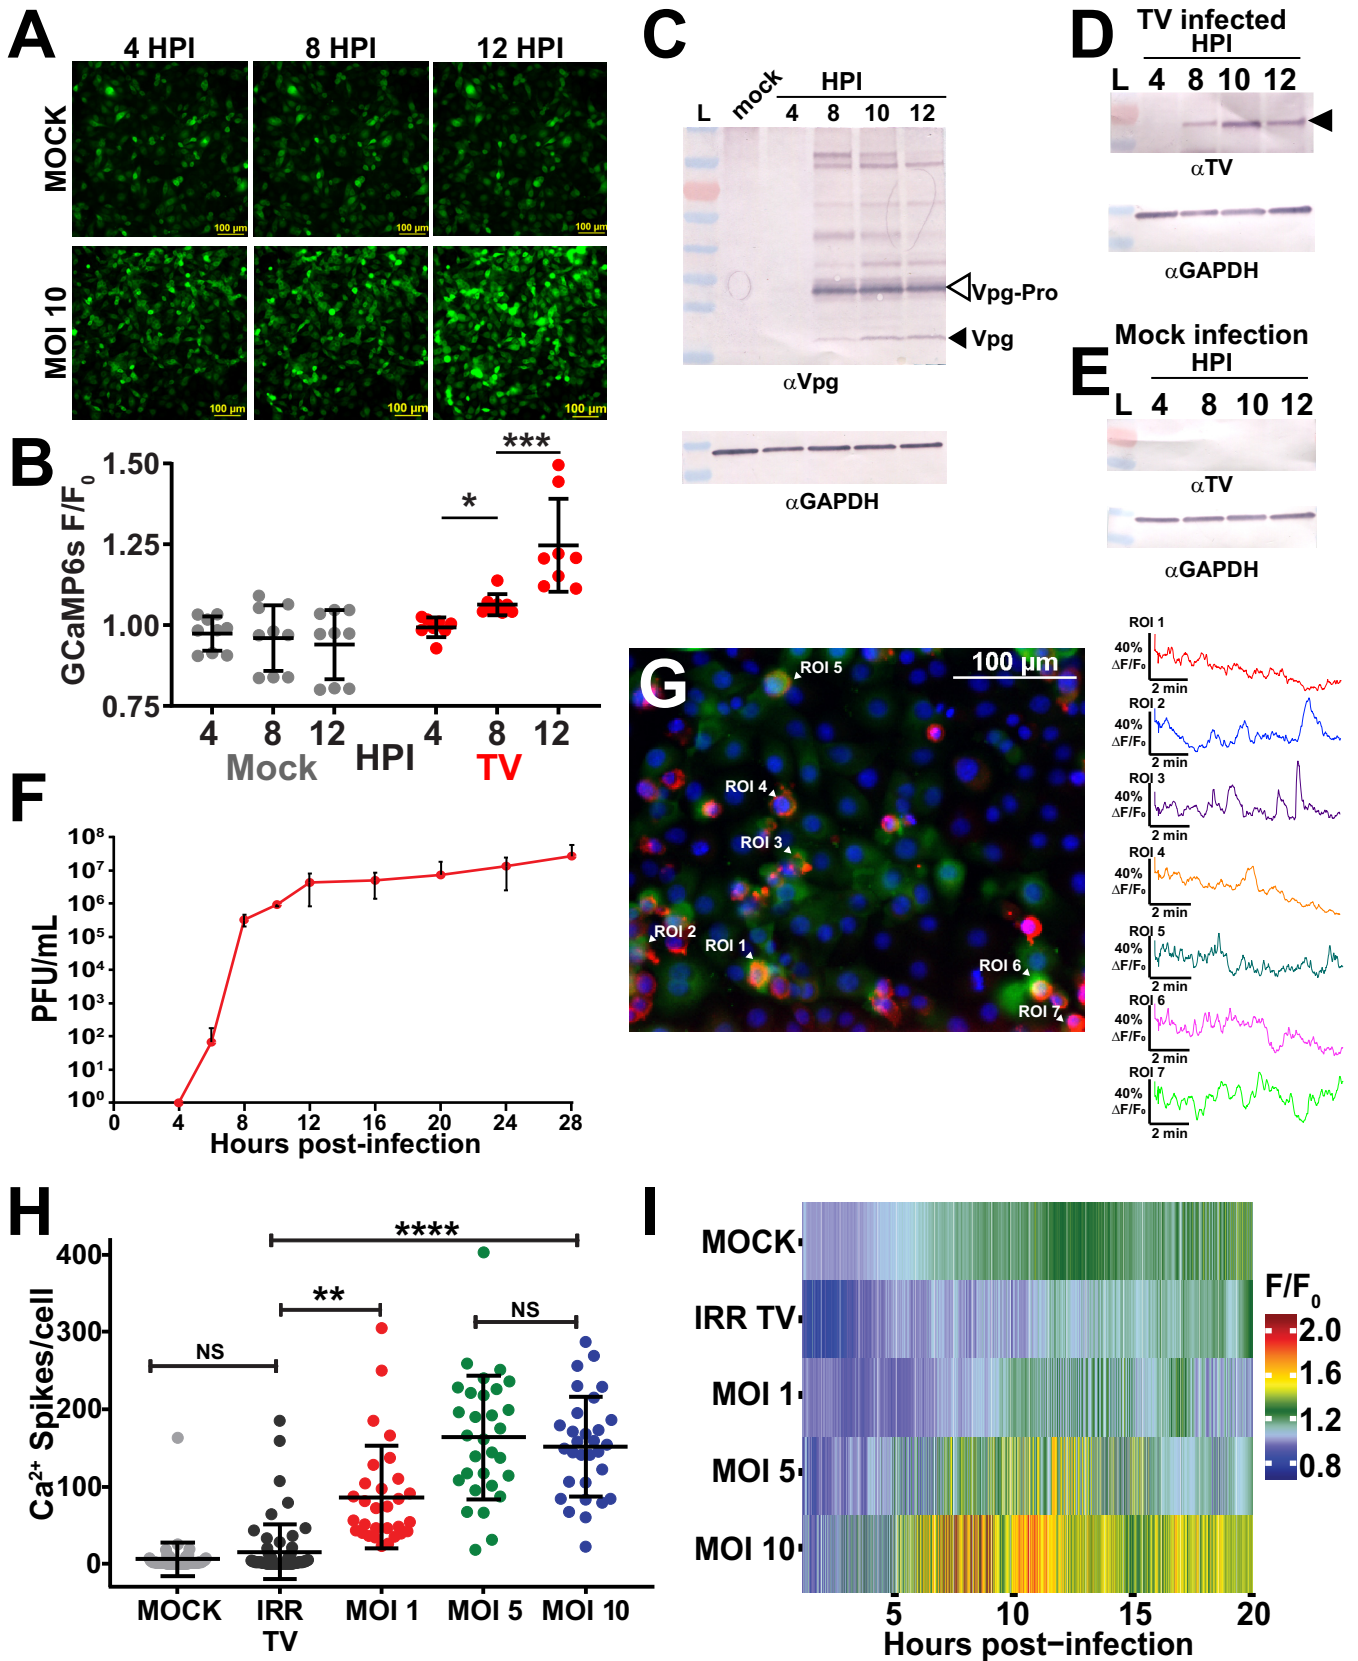 A
4 HPI 8 HPI 12 HPI
MOCK
100 µm 100 µm 100 µm
MOI 10
100 µm 100 µm 100 µm
B
GCaMP6s F/F0
1.50
1.25
1.00
0.75
* ***
4 8 12 4 8 12
Mock HPI TV
C
HPI
L mock 4 8 10 12
Vpg-Pro
Vpg
αVpg
αGAPDH
D
TV infected
HPI
L 4 8 10 12
αTV
αGAPDH
E
Mock infection
HPI
L 4 8 10 12
αTV
αGAPDH
F
PFU/mL
10⁸
10⁷
10⁶
10⁵
10⁴
10³
10²
10¹
10⁰
0 4 8 12 16 20 24 28
Hours post-infection
G
100 µm
ROI 5
ROI 4
ROI 3
ROI 2
ROI 1
ROI 6
ROI 7
ROI 1
40%
ΔF/F₀
2 min
ROI 2
40%
ΔF/F₀
2 min
ROI 3
40%
ΔF/F₀
2 min
ROI 4
40%
ΔF/F₀
2 min
ROI 5
40%
ΔF/F₀
2 min
ROI 6
40%
ΔF/F₀
2 min
ROI 7
40%
ΔF/F₀
2 min
H
Ca²⁺ Spikes/cell
400
300
200
100
0
****
**
NS
NS
MOCK IRR TV MOI 1 MOI 5 MOI 10
I
MOCK
IRR TV
MOI 1
MOI 5
MOI 10
5 10 15 20
Hours post−infection
F/F0
2.0
1.6
1.2
0.8